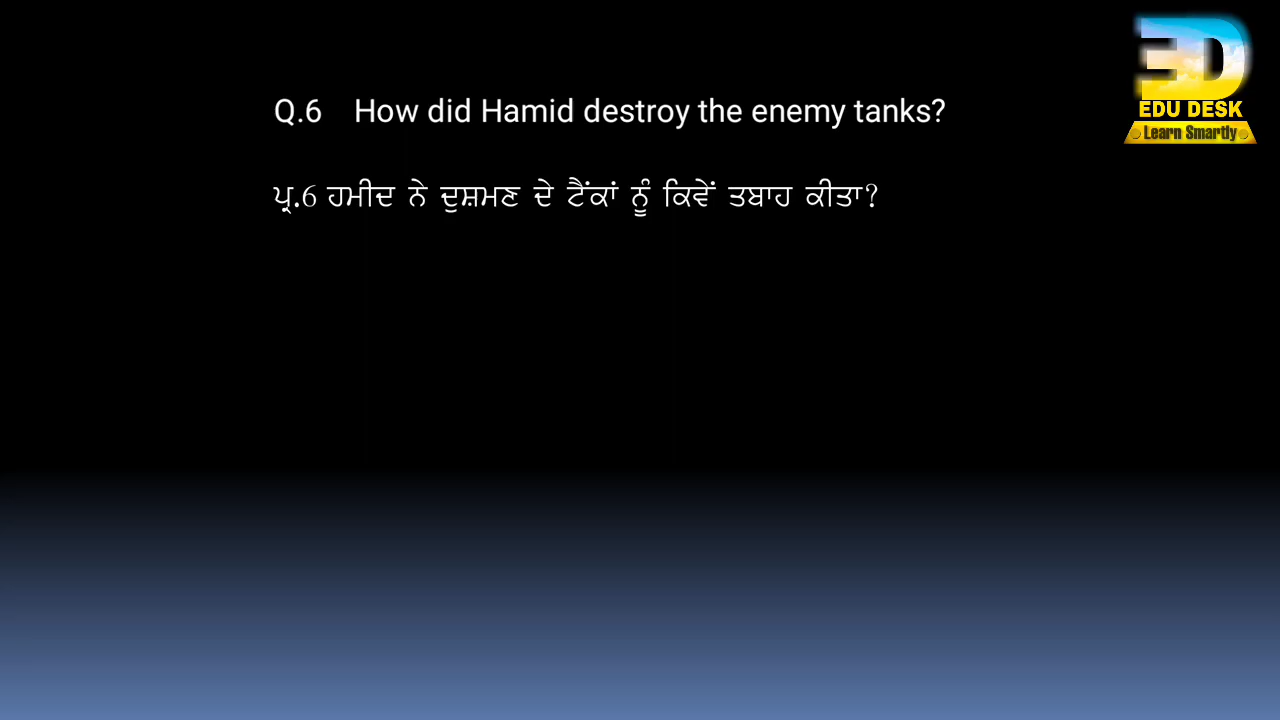 Q.6 How did Hamid destroy the enemy tanks?
ਪ੍ਰ.6 ਹਮੀਦ ਨੇ ਦੁਸ਼ਮਣ ਦੇ ਟੈਂਕਾਂ ਨੂੰ ਕਿਵੇਂ ਤਬਾਹ ਕੀਤਾ?
ED
EDU DESK
Learn Smartly